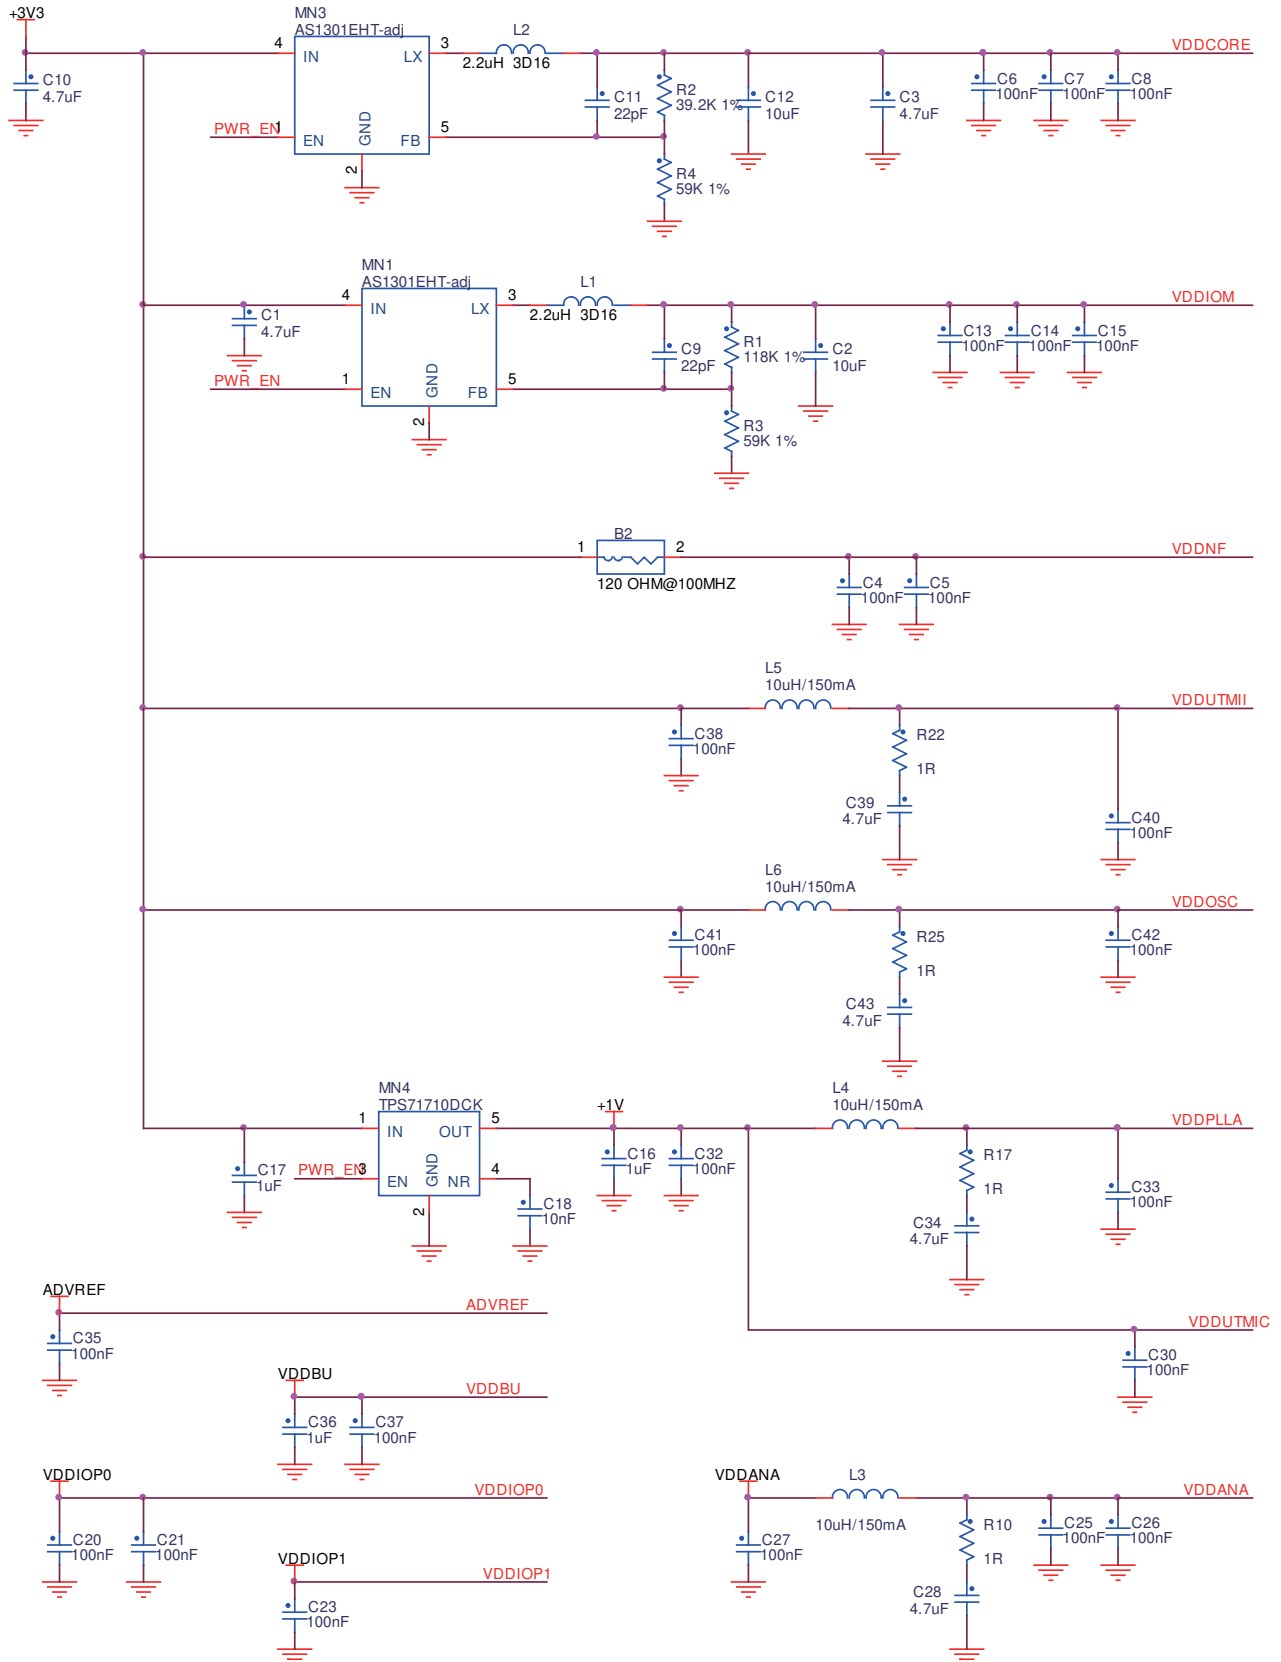 +3V3
MN3
AS1301EHT-adj
4
IN
LX
3
L2
2.2uH 3D16
VDDCORE
C10
4.7uF
PWR_EN
1
EN
GND
FB
5
2
C11
22pF
R2
39.2K 1%
C12
10uF
C3
4.7uF
C6
100nF
C7
100nF
C8
100nF
R4
59K 1%
MN1
AS1301EHT-adj
4
IN
LX
3
L1
2.2uH 3D16
VDDIOM
C1
4.7uF
PWR_EN
1
EN
GND
FB
5
2
C9
22pF
R1
118K 1%
C2
10uF
C13
100nF
C14
100nF
C15
100nF
R3
59K 1%
B2
1
2
120 OHM@100MHZ
VDDNF
C4
100nF
C5
100nF
L5
10uH/150mA
VDDUTMII
C38
100nF
R22
1R
C39
4.7uF
C40
100nF
L6
10uH/150mA
VDDOSC
C41
100nF
R25
1R
C42
100nF
C43
4.7uF
MN4
TPS71710DCK
1
IN
OUT
5
+1V
L4
10uH/150mA
VDDPLLA
C17
1uF
PWR_EN
3
EN
GND
NR
4
2
C18
10nF
C16
1uF
C32
100nF
R17
1R
C34
4.7uF
C33
100nF
ADVREF
ADVREF
C35
100nF
VDDUTMIC
C30
100nF
VDDBU
VDDBU
C36
1uF
C37
100nF
VDDIOP0
VDDIOP0
C20
100nF
C21
100nF
VDDIOP1
VDDIOP1
C23
100nF
VDDANA
L3
10uH/150mA
VDDANA
C27
100nF
R10
1R
C25
100nF
C26
100nF
C28
4.7uF